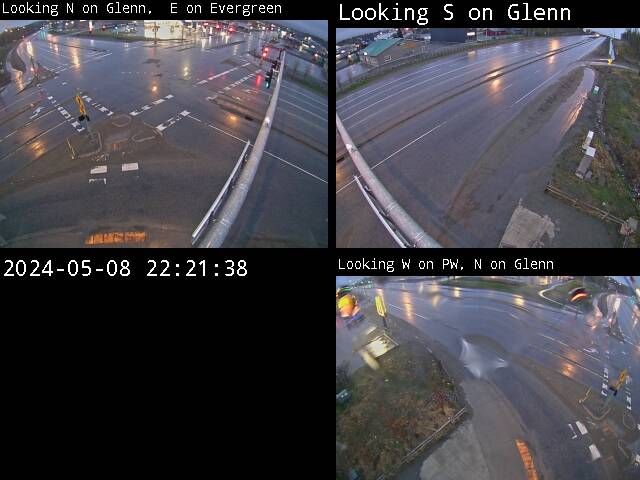 Looking N on Glenn,  E on Evergreen
Looking S on Glenn
2024-05-08 22:21:38
Looking W on PW, N on Glenn